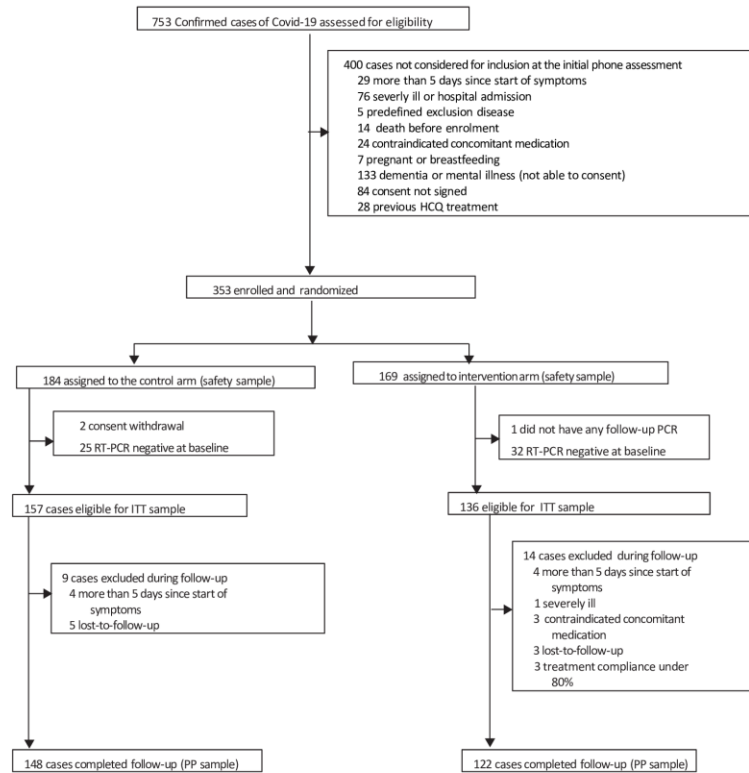 753 Confirmed cases of Covid-19 assessed for eligibility
400 cases not considered for inclusion at the initial phone assessment
29 more than 5 days since start of symptoms
76 severly ill or hospital admission
5 predefined exclusion disease
14 death before enrolment
24 contraindicated concomitant medication
7 pregnant or breastfeeding
133 dementia or mental illness (not able to consent)
84 consent not signed
28 previous HCQ treatment
353 enrolled and randomized
184 assigned to the control arm (safety sample)
169 assigned to intervention arm (safety sample)
2 consent withdrawal
25 RT-PCR negative at baseline
1 did not have any follow-up PCR
32 RT-PCR negative at baseline
157 cases eligible for ITT sample
136 eligible for ITT sample
9 cases excluded during follow-up
4 more than 5 days since start of
symptoms
5 lost-to-follow-up
14 cases excluded during follow-up
4 more than 5 days since start of
symptoms
1 severely ill
3 contraindicated concomitant
medication
3 lost-to-follow-up
3 treatment compliance under
80%
148 cases completed follow-up (PP sample)
122 cases completed follow-up (PP sample)